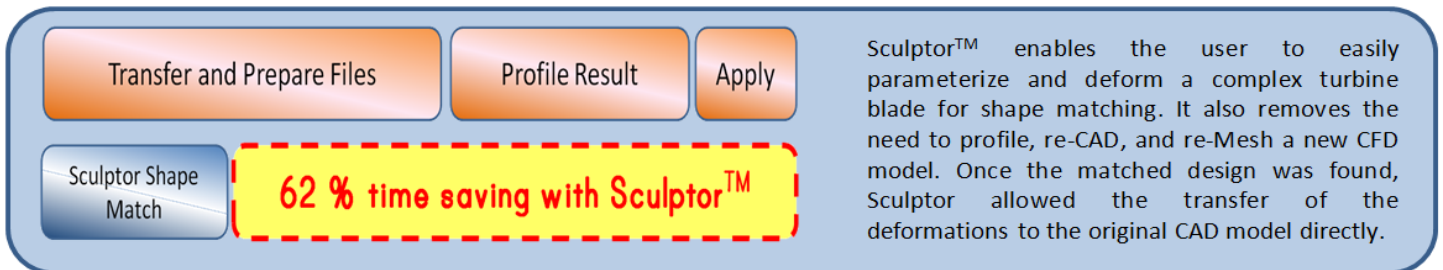 Transfer and Prepare Files
Profile Result
Apply
Sculptor Shape
Match
62 % time saving with Sculptor™
Sculptor™ enables the user to easily
parameterize and deform a complex turbine
blade for shape matching. It also removes the
need to profile, re-CAD, and re-Mesh a new CFD
model. Once the matched design was found,
Sculptor allowed the transfer of the
deformations to the original CAD model directly.